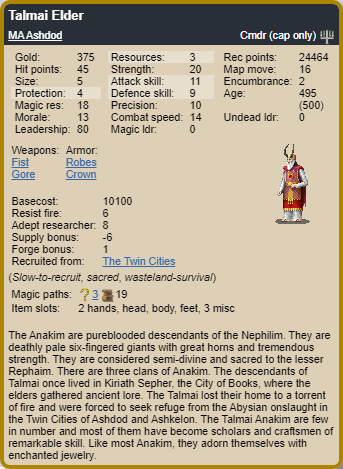 Talmai Elder
MA Ashdod Cmdr (cap only)
Gold: 375 Resources: 3 Rec points: 24464
Hit points: 45 Strength: 20 Map move: 16
Size: 5 Attack skill: 11 Encumbrance: 2
Protection: 4 Defence skill: 9 Age: 495
Magic res: 18 Precision: 10 (500)
Morale: 13 Combat speed: 14 Undead ldr: 0
Leadership: 80 Magic ldr: 0
Weapons: Armor:
Fist Robes
Gore Crown
Basecost: 10100
Resist fire: 6
Adept researcher: 8
Supply bonus: -6
Forge bonus: 1
Recruited from: The Twin Cities
(Slow-to-recruit, sacred, wasteland-survival)
Magic paths: ? 3 19
Item slots: 2 hands, head, body, feet, 3 misc
The Anakim are pureblooded descendants of the Nephilim. They are
deathly pale six-fingered giants with great horns and tremendous
strength. They are considered semi-divine and sacred to the lesser
Rephaim. There are three clans of Anakim. The descendants of
Talmai once lived in Kiriath Sepher, the City of Books, where the
elders gathered ancient lore. The Talmai lost their home to a torrent
of fire and were forced to seek refuge from the Abysian onslaught in
the Twin Cities of Ashdod and Ashkelon. The Talmai Anakim are few
in number and most of them have become scholars and craftsmen of
remarkable skill. Like most Anakim, they adorn themselves with
enchanted jewelry.